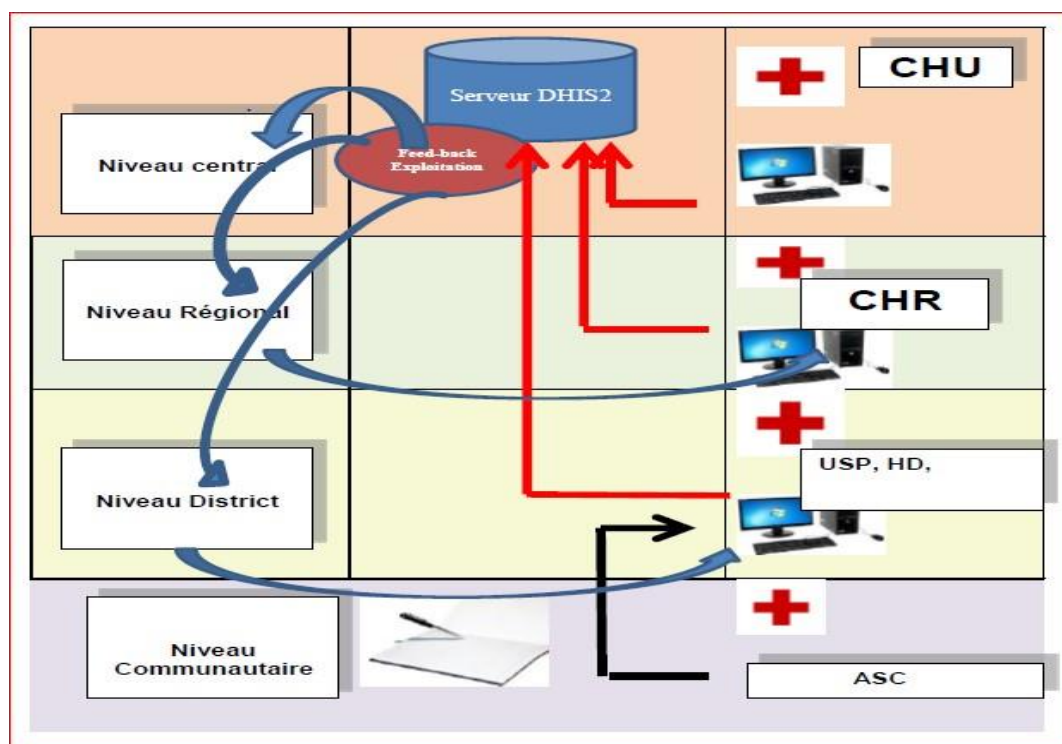 CHU
Serveur DHIS2
Niveau central
Feed-back
Exploitation
Niveau Régional
CHR
USP, HD,
Niveau District
Niveau
Communautaire
ASC